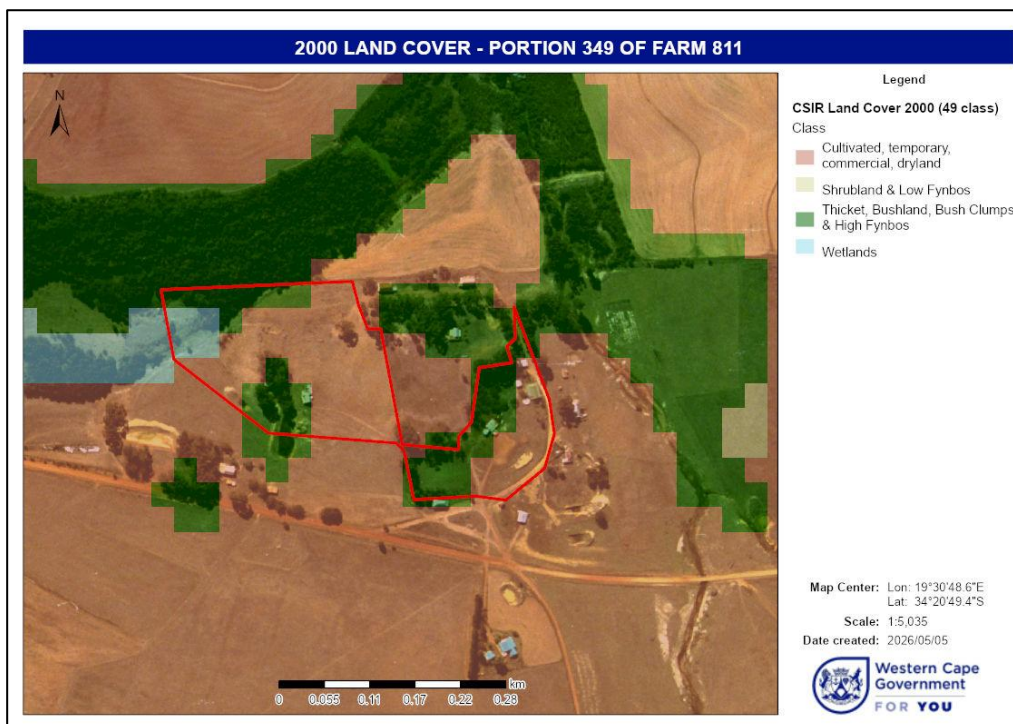 2000 LAND COVER - PORTION 349 OF FARM 811
N
Legend
CSIR Land Cover 2000 (49 class)
Class
Cultivated, temporary,
commercial, dryland
Shrubland & Low Fynbos
Thicket, Bushland, Bush Clumps
& High Fynbos
Wetlands
Map Center: Lon: 19°30'48.6"E
Lat: 34°20'49.4"S
Scale: 1:5,035
Date created: 2026/05/05
Western Cape
Government
FOR YOU
km
0 0.055 0.11 0.17 0.22 0.28